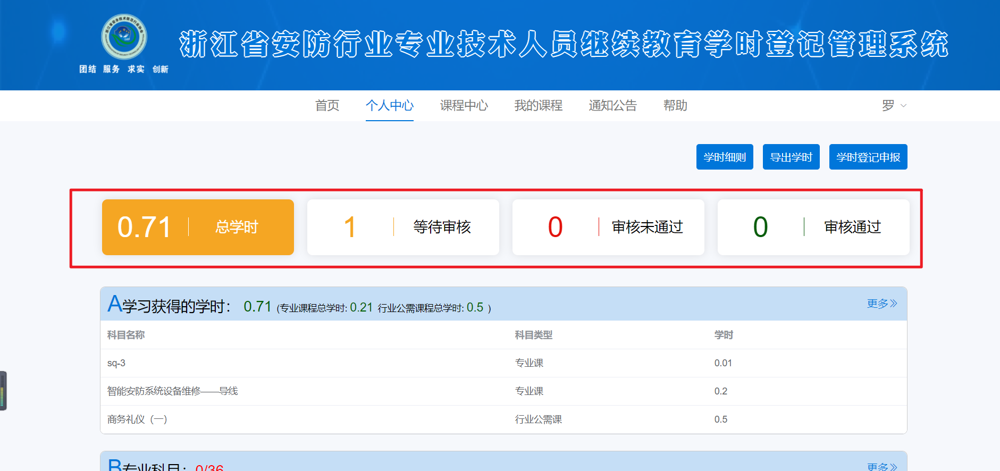 浙江省安防行业专业技术人员继续教育学时登记管理系统
团结 服务 求实 创新
首页 个人中心 课程中心 我的课程 通知公告 帮助 罗
学时细则 导出学时 学时登记申报
0.71 总学时 1 等待审核 0 审核未通过 0 审核通过
A学习获得的学时： 0.71 (专业课程总学时: 0.21 行业公需课程总学时: 0.5 ) 更多
科目名称 科目类型 学时
sq-3 专业课 0.01
智能安防系统设备维修——导线 专业课 0.2
商务礼仪（一） 行业公需课 0.5
B专业科目： 0/36 更多